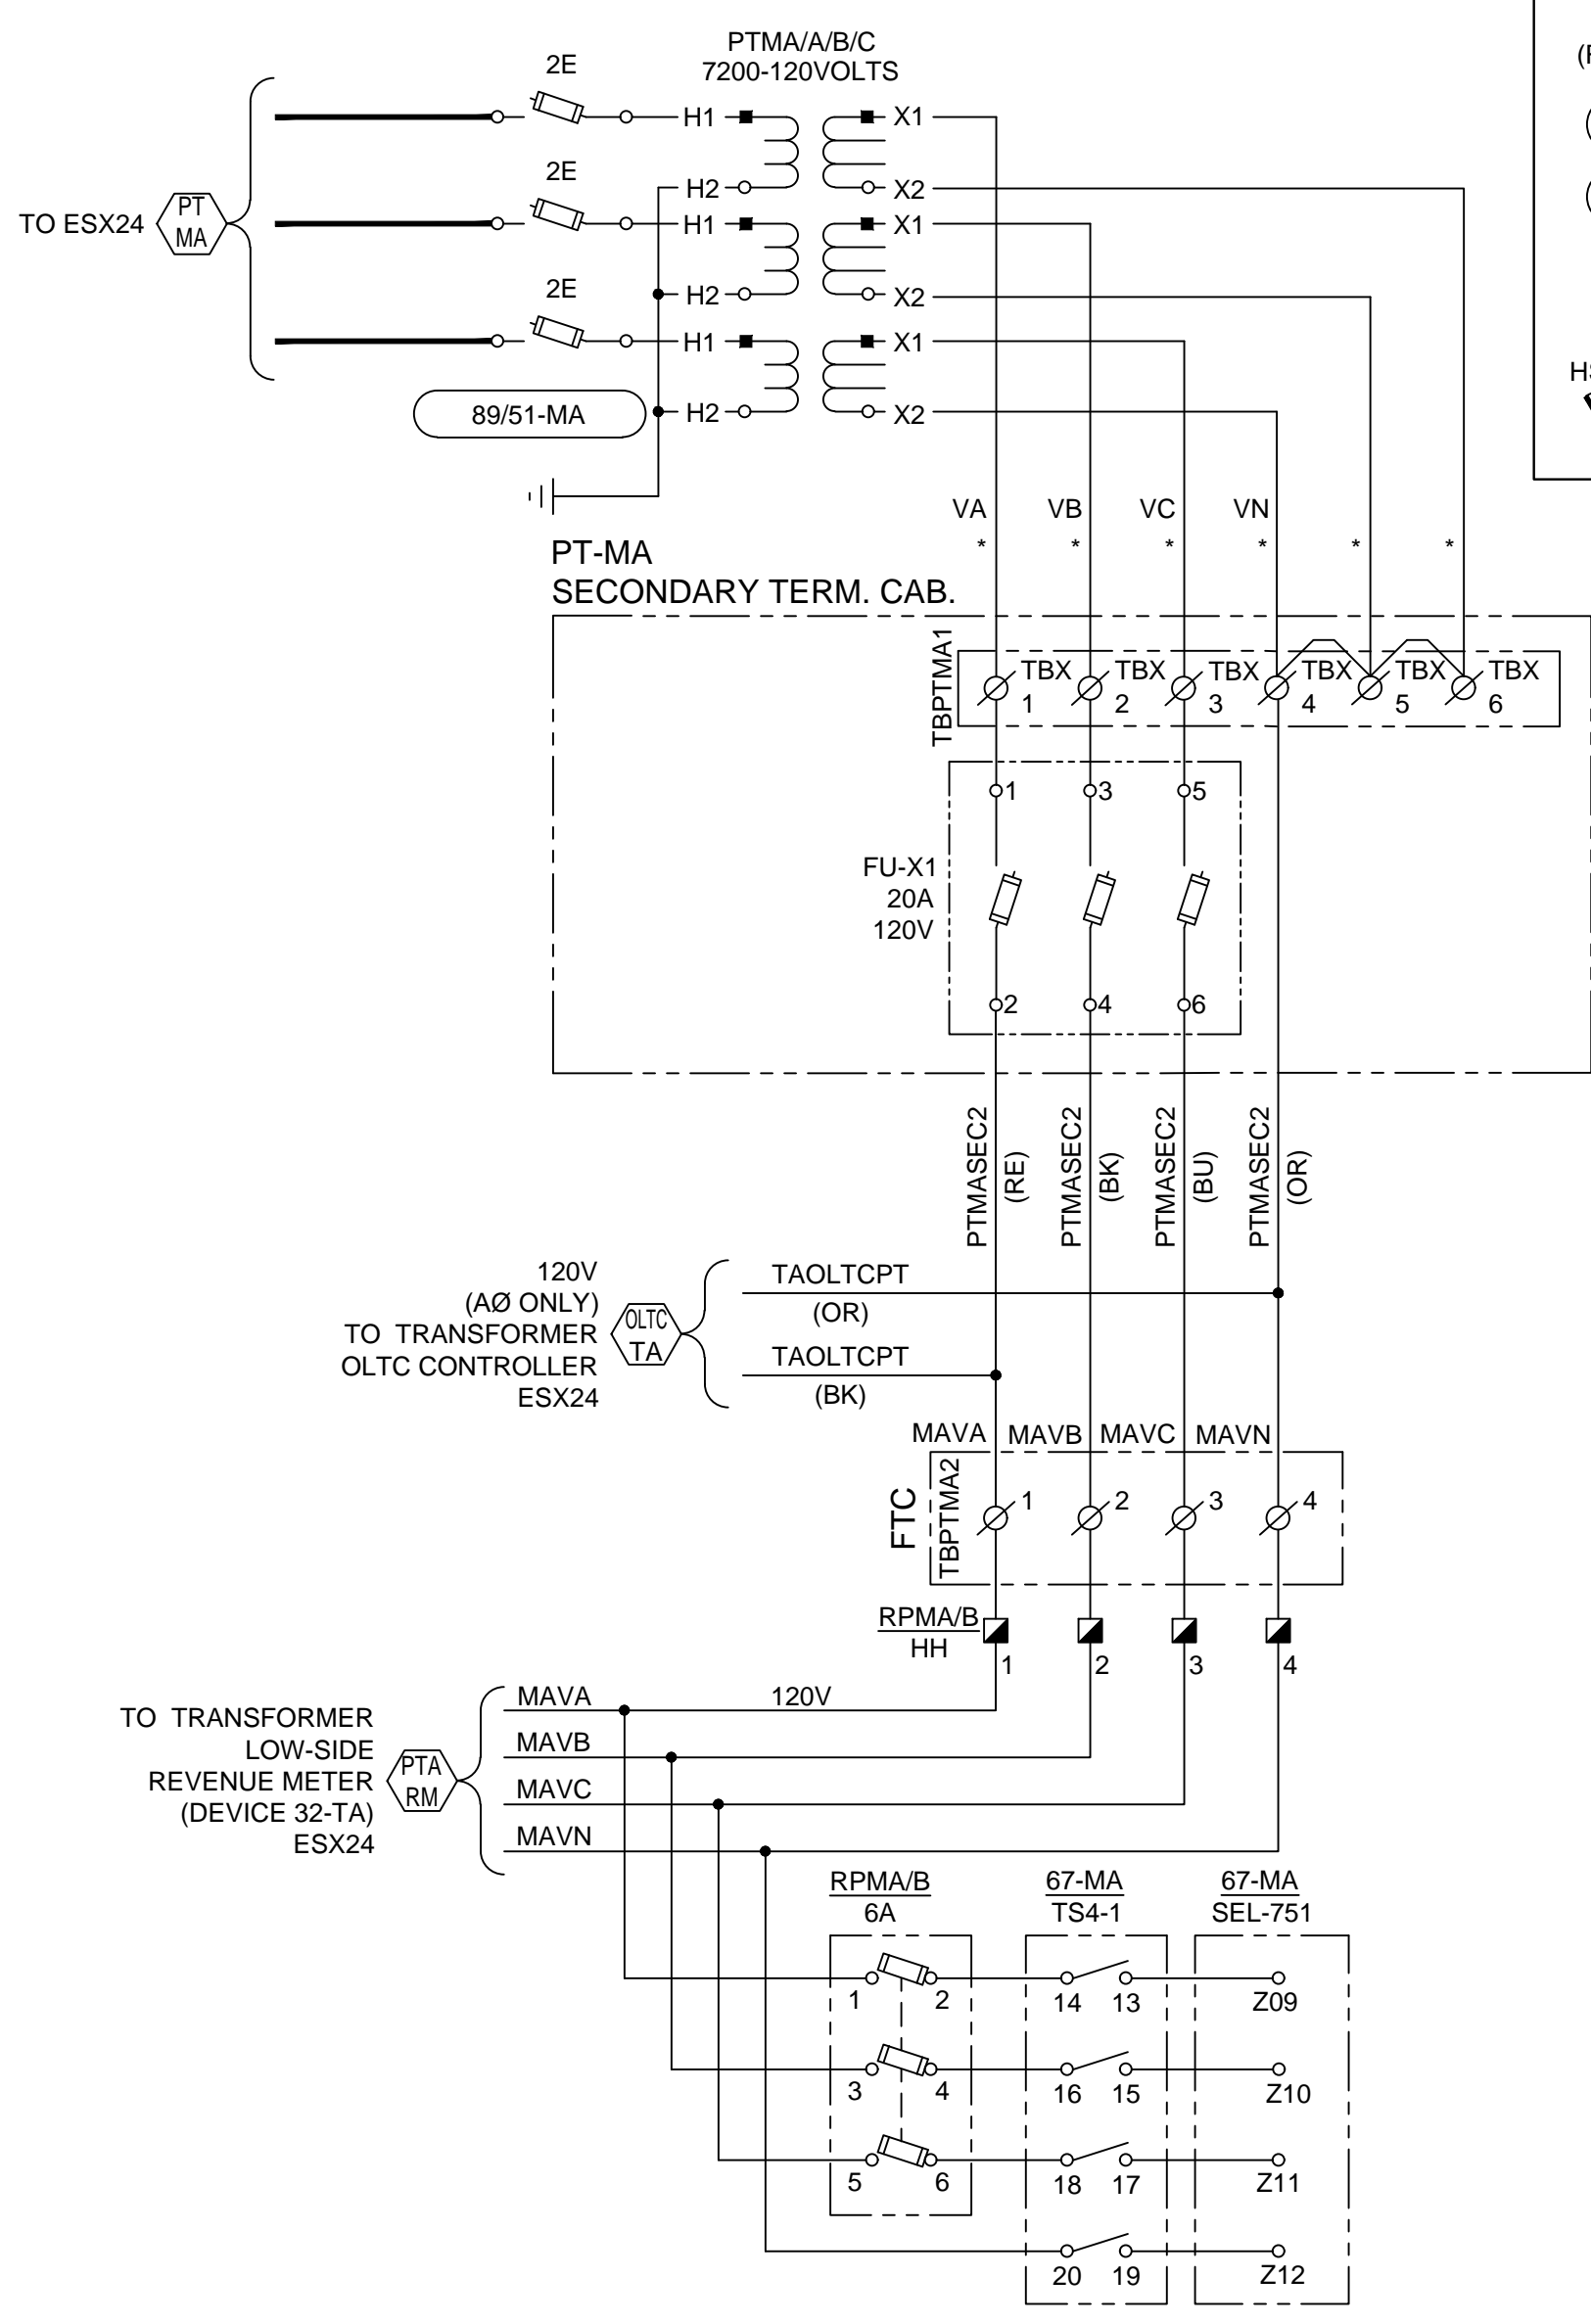 PTMA/A/B/C
7200-120VOLTS
2E
H1
X1
H2
X2
2E
H1
X1
TO ESX24
PT
MA
H2
X2
2E
H1
X1
89/51-MA
H2
X2
VA
VB
VC
VN
*
*
*
*
*
*
PT-MA
SECONDARY TERM. CAB.
TBPTMA1
TBX
1
TBX
2
TBX
3
TBX
4
TBX
5
TBX
6
1
3
5
FU-X1
20A
120V
2
4
6
PTMASEC2
(RE)
PTMASEC2
(BK)
PTMASEC2
(BU)
PTMASEC2
(OR)
120V
(AØ ONLY)
TO TRANSFORMER
OLTC CONTROLLER
ESX24
OLTC
TA
TAOLTCPT
(OR)
TAOLTCPT
(BK)
MAVA
MAVB
MAVC
MAVN
FTC
TBPTMA2
1
2
3
4
RPMA/B
HH
1
2
3
4
TO TRANSFORMER
LOW-SIDE
REVENUE METER
(DEVICE 32-TA)
ESX24
PTA
RM
MAVA
120V
MAVB
MAVC
MAVN
RPMA/B
6A
67-MA
TS4-1
67-MA
SEL-751
1
2
14
13
Z09
3
4
16
15
Z10
5
6
18
17
Z11
20
19
Z12